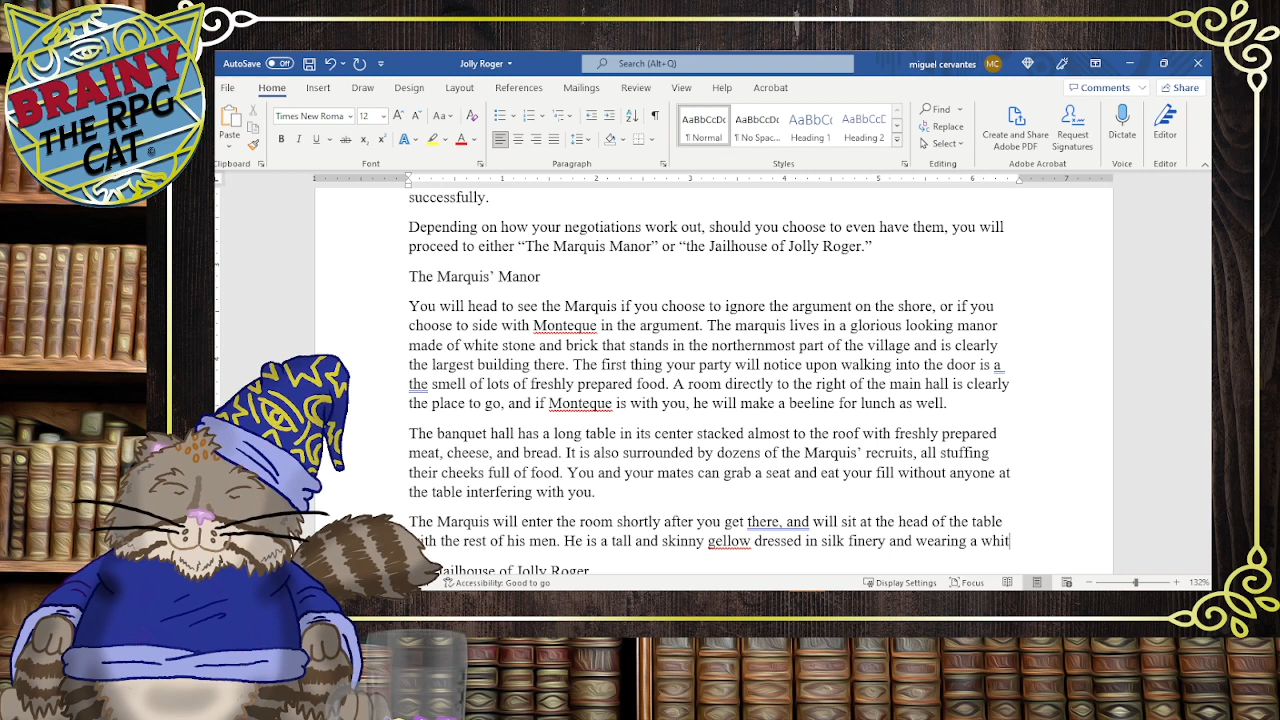 BRAINY
THE RPG
CAT©
AutoSave Off
Jolly Roger
Search (Alt+Q)
miguel cervantes MC
File Home Insert Draw Design Layout References Mailings Review View Help Acrobat
Comments Share
Paste
Times New Roma 12 Aa
B I U ab x A A
AaBbCcDc AaBbCcDc AaBbCc AaBbCcD
¶ Normal ¶ No Spac... Heading 1 Heading 2
Find
Replace
Select
Create and Share Adobe PDF
Request Signatures
Dictate
Editor
Clipboard Font Paragraph Styles Editing Adobe Acrobat Voice Editor
1 1 2 3 4 5 6 7
successfully.
Depending on how your negotiations work out, should you choose to even have them, you will
proceed to either “The Marquis Manor” or “the Jailhouse of Jolly Roger.”
The Marquis’ Manor
You will head to see the Marquis if you choose to ignore the argument on the shore, or if you
choose to side with Monteque in the argument. The marquis lives in a glorious looking manor
made of white stone and brick that stands in the northernmost part of the village and is clearly
the largest building there. The first thing your party will notice upon walking into the door is a
the smell of lots of freshly prepared food. A room directly to the right of the main hall is clearly
the place to go, and if Monteque is with you, he will make a beeline for lunch as well.
The banquet hall has a long table in its center stacked almost to the roof with freshly prepared
meat, cheese, and bread. It is also surrounded by dozens of the Marquis’ recruits, all stuffing
their cheeks full of food. You and your mates can grab a seat and eat your fill without anyone at
the table interfering with you.
The Marquis will enter the room shortly after you get there, and will sit at the head of the table
with the rest of his men. He is a tall and skinny gellow dressed in silk finery and wearing a whit
Jailhouse of Jolly Roger
Accessibility: Good to go
Display Settings Focus 132%